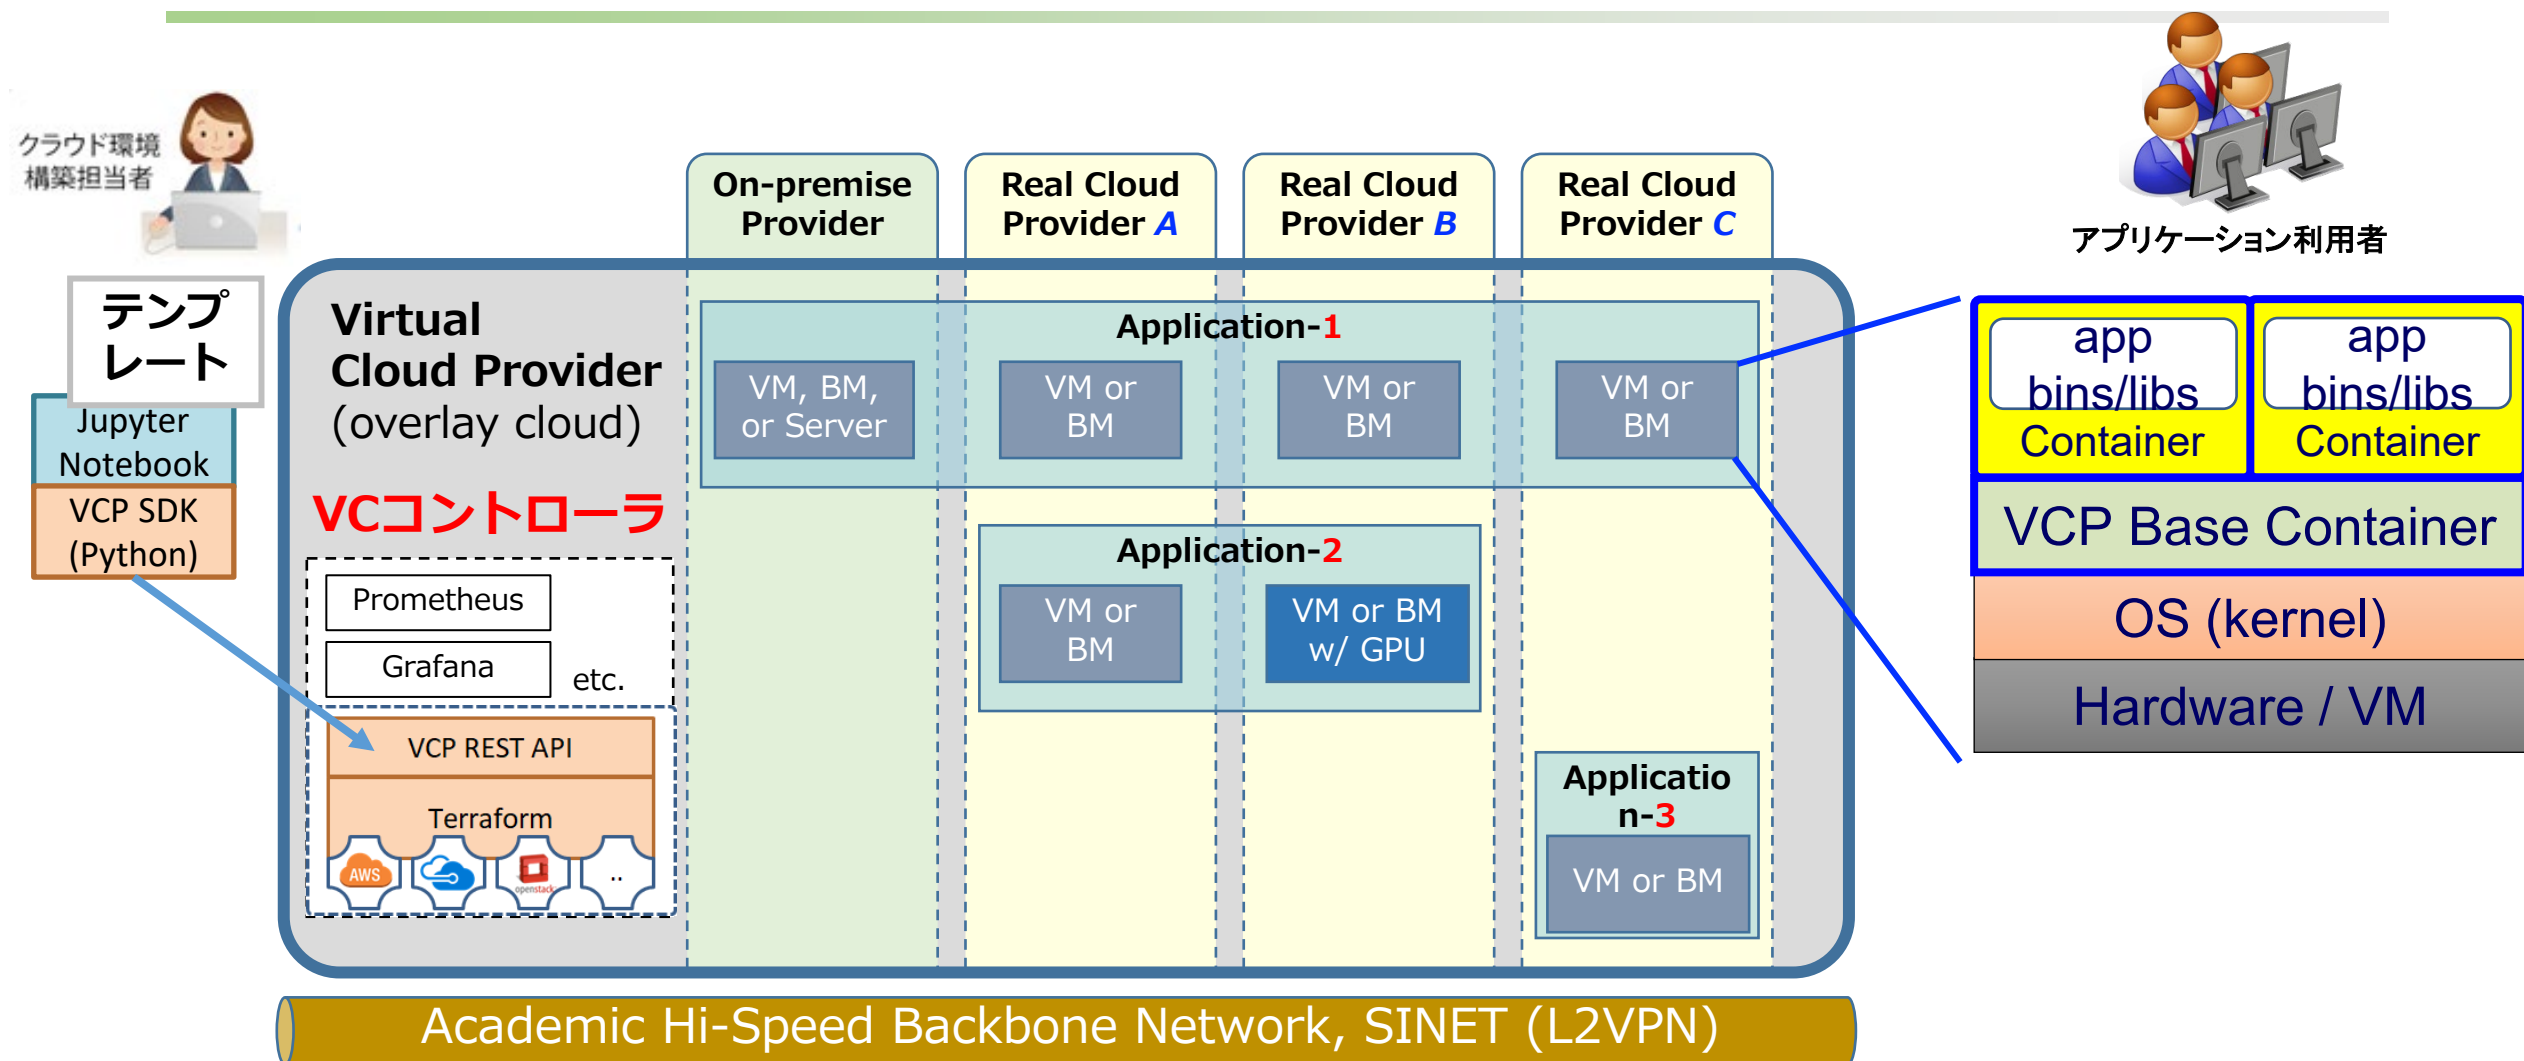 クラウド環境
構築担当者
テンプ
レート
Jupyter
Notebook
VCP SDK
(Python)
Virtual
Cloud Provider
(overlay cloud)
VCコントローラ
Prometheus
Grafana
etc.
VCP REST API
Terraform
AWS
openstack
..
On-premise
Provider
Real Cloud
Provider A
Real Cloud
Provider B
Real Cloud
Provider C
Application-1
VM, BM,
or Server
VM or
BM
VM or
BM
VM or
BM
Application-2
VM or
BM
VM or BM
w/ GPU
Applicatio
n-3
VM or BM
アプリケーション利用者
app
bins/libs
Container
app
bins/libs
Container
VCP Base Container
OS (kernel)
Hardware / VM
Academic Hi-Speed Backbone Network, SINET (L2VPN)